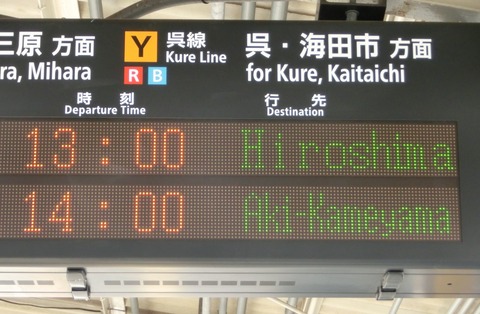 三原 方面 Y 呉線 呉・海田市 方面
ra, Mihara Kure Line for Kure, Kaitaichi
R B
時刻 行先
Departure Time Destination
13:00 Hiroshima
14:00 Aki-Kameyama